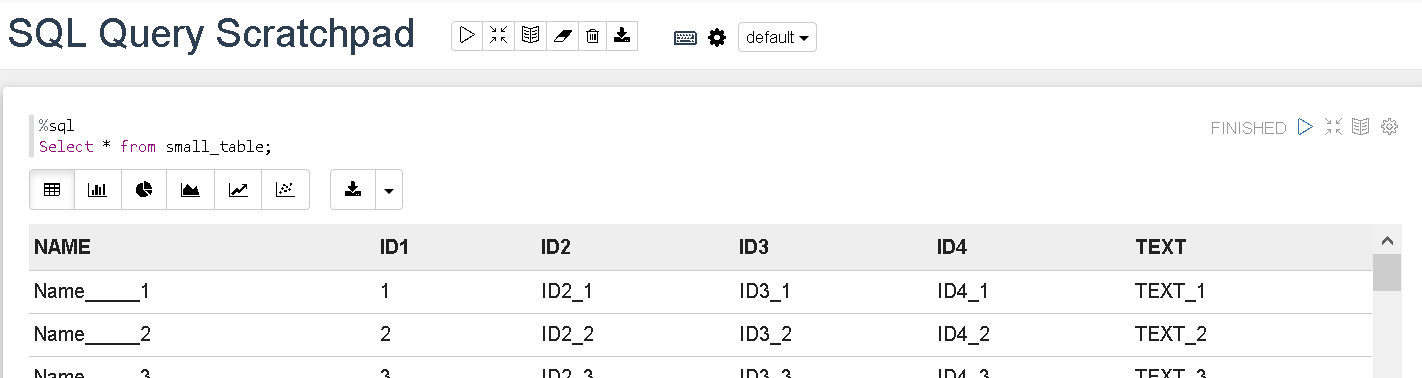 SQL Query Scratchpad
default
%sql
FINISHED
Select * from small_table;
NAME ID1 ID2 ID3 ID4 TEXT
Name_____1 1 ID2_1 ID3_1 ID4_1 TEXT_1
Name_____2 2 ID2_2 ID3_2 ID4_2 TEXT_2
Name_____3 3 ID2_3 ID3_3 ID4_3 TEXT_3